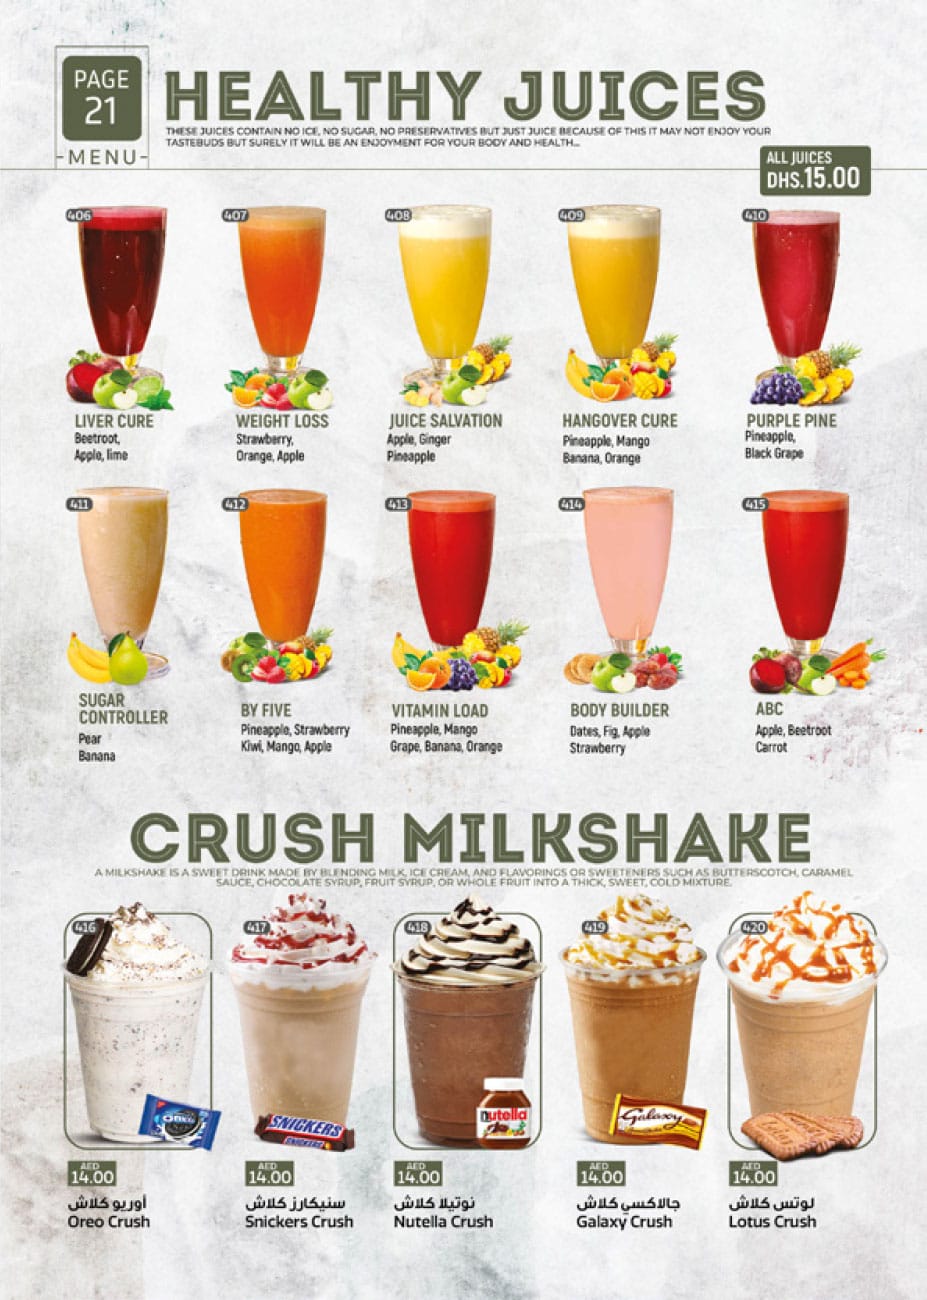 PAGE
21
-MENU-
HEALTHY JUICES
THESE JUICES CONTAIN NO ICE, NO SUGAR, NO PRESERVATIVES BUT JUST JUICE BECAUSE OF THIS IT MAY NOT ENJOY YOUR
TASTEBUDS BUT SURELY IT WILL BE AN ENJOYMENT FOR YOUR BODY AND HEALTH...
ALL JUICES
DHS.15.00
406
LIVER CURE
Beetroot,
Apple, lime
407
WEIGHT LOSS
Strawberry,
Orange, Apple
408
JUICE SALVATION
Apple, Ginger
Pineapple
409
HANGOVER CURE
Pineapple, Mango
Banana, Orange
410
PURPLE PINE
Pineapple,
Black Grape
411
SUGAR
CONTROLLER
Pear
Banana
412
BY FIVE
Pineapple, Strawberry
Kiwi, Mango, Apple
413
VITAMIN LOAD
Pineapple, Mango
Grape, Banana, Orange
414
BODY BUILDER
Dates, Fig, Apple
Strawberry
415
ABC
Apple, Beetroot
Carrot
CRUSH MILKSHAKE
A MILKSHAKE IS A SWEET DRINK MADE BY BLENDING MILK, ICE CREAM, AND FLAVORINGS OR SWEETENERS SUCH AS BUTTERSCOTCH, CARAMEL
SAUCE, CHOCOLATE SYRUP, FRUIT SYRUP, OR WHOLE FRUIT INTO A THICK, SWEET, COLD MIXTURE.
416
OREO
AED
14.00
أوريو كلاش
Oreo Crush
417
SNICKERS
SNICKERS
AED
14.00
سنيكارز كلاش
Snickers Crush
418
nutella
AED
14.00
نوتيلا كلاش
Nutella Crush
419
Galaxy
AED
14.00
جالاكسي كلاش
Galaxy Crush
420
AED
14.00
لوتس كلاش
Lotus Crush